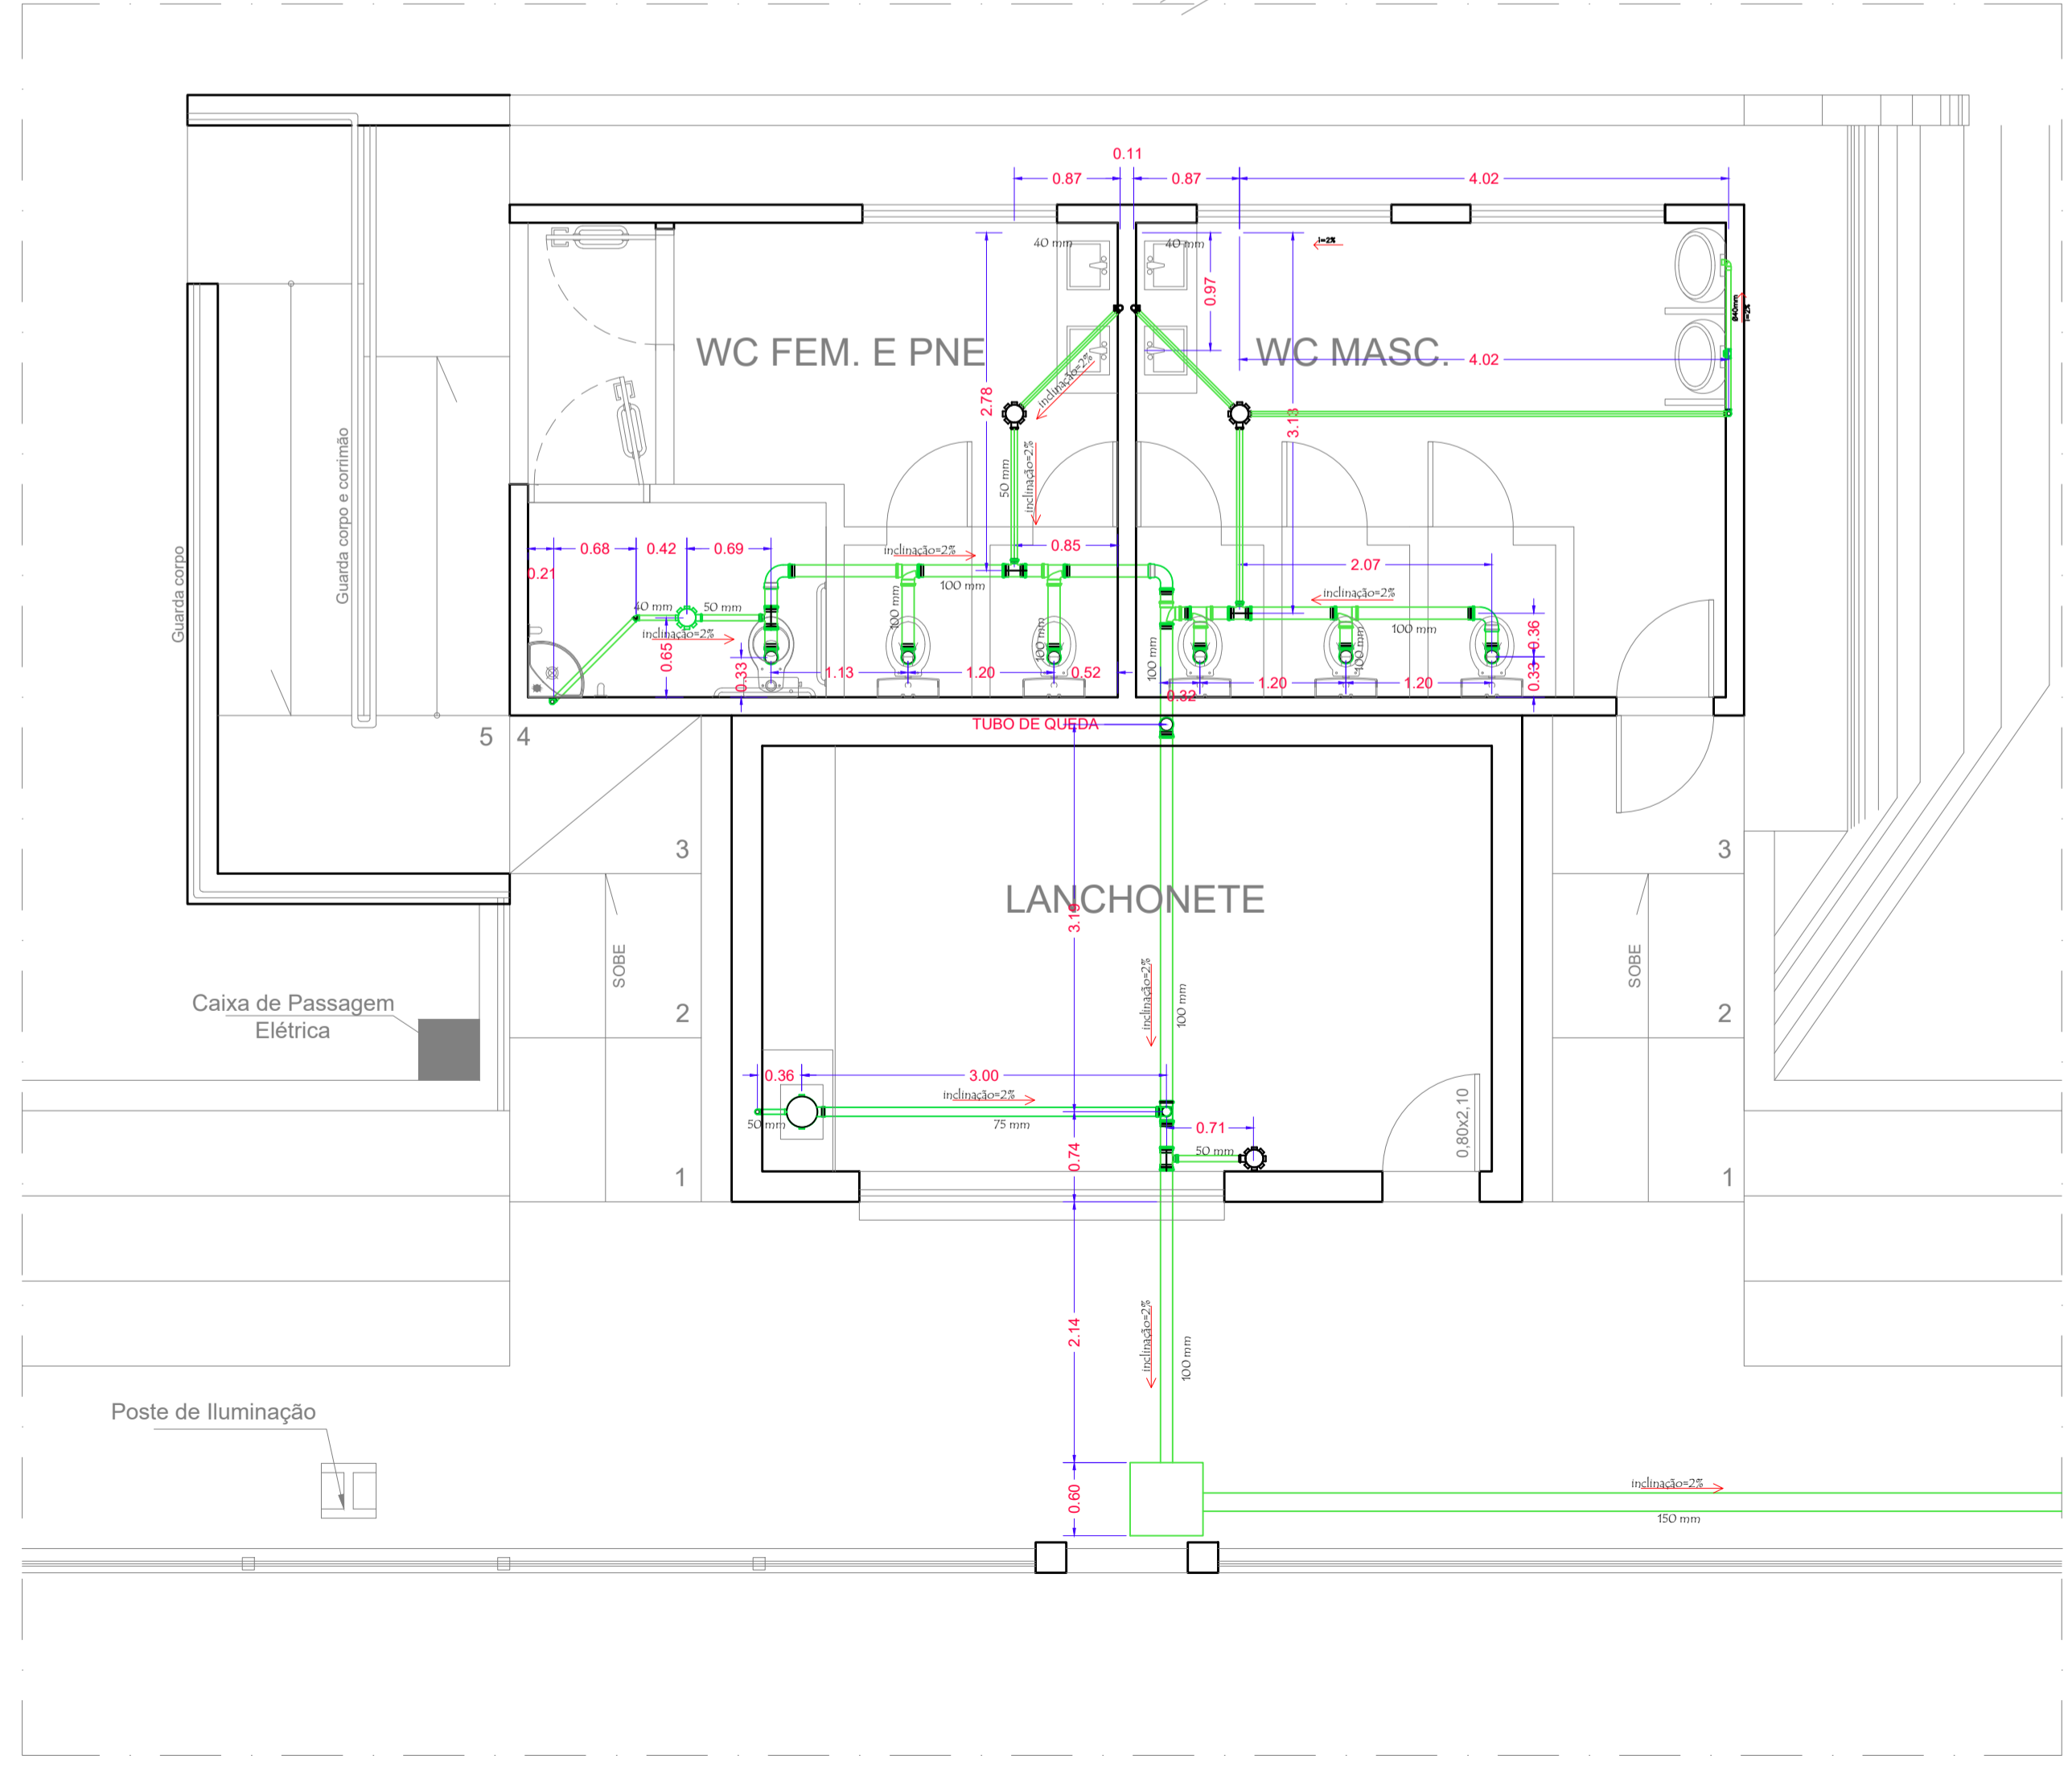 0.11
0.87
0.87
4.02
40 mm
40 mm
i=2%
0.97
Ø40mm
i=2%
WC FEM. E PNE
WC MASC.
4.02
inclinação=2%
2.78
3.13
50 mm
inclinação=2%
Guarda corpo e corrimão
Guarda corpo
0.68
0.42
0.69
inclinação=2%
0.85
0.21
100 mm
2.07
inclinação=2%
40 mm
50 mm
inclinação=2%
100 mm
100 mm
100 mm
100 mm
100 mm
0.36
0.65
0.33
1.13
1.20
0.52
0.32
1.20
1.20
0.33
TUBO DE QUEDA
5
4
3
3
LANCHONETE
3.19
SOBE
SOBE
inclinação=2%
100 mm
Caixa de Passagem
Elétrica
2
2
0.36
3.00
inclinação=2%
50 mm
75 mm
0.71
50 mm
0,80x2,10
0.74
1
1
2.14
inclinação=2%
100 mm
Poste de Iluminação
0.60
inclinação=2%
150 mm